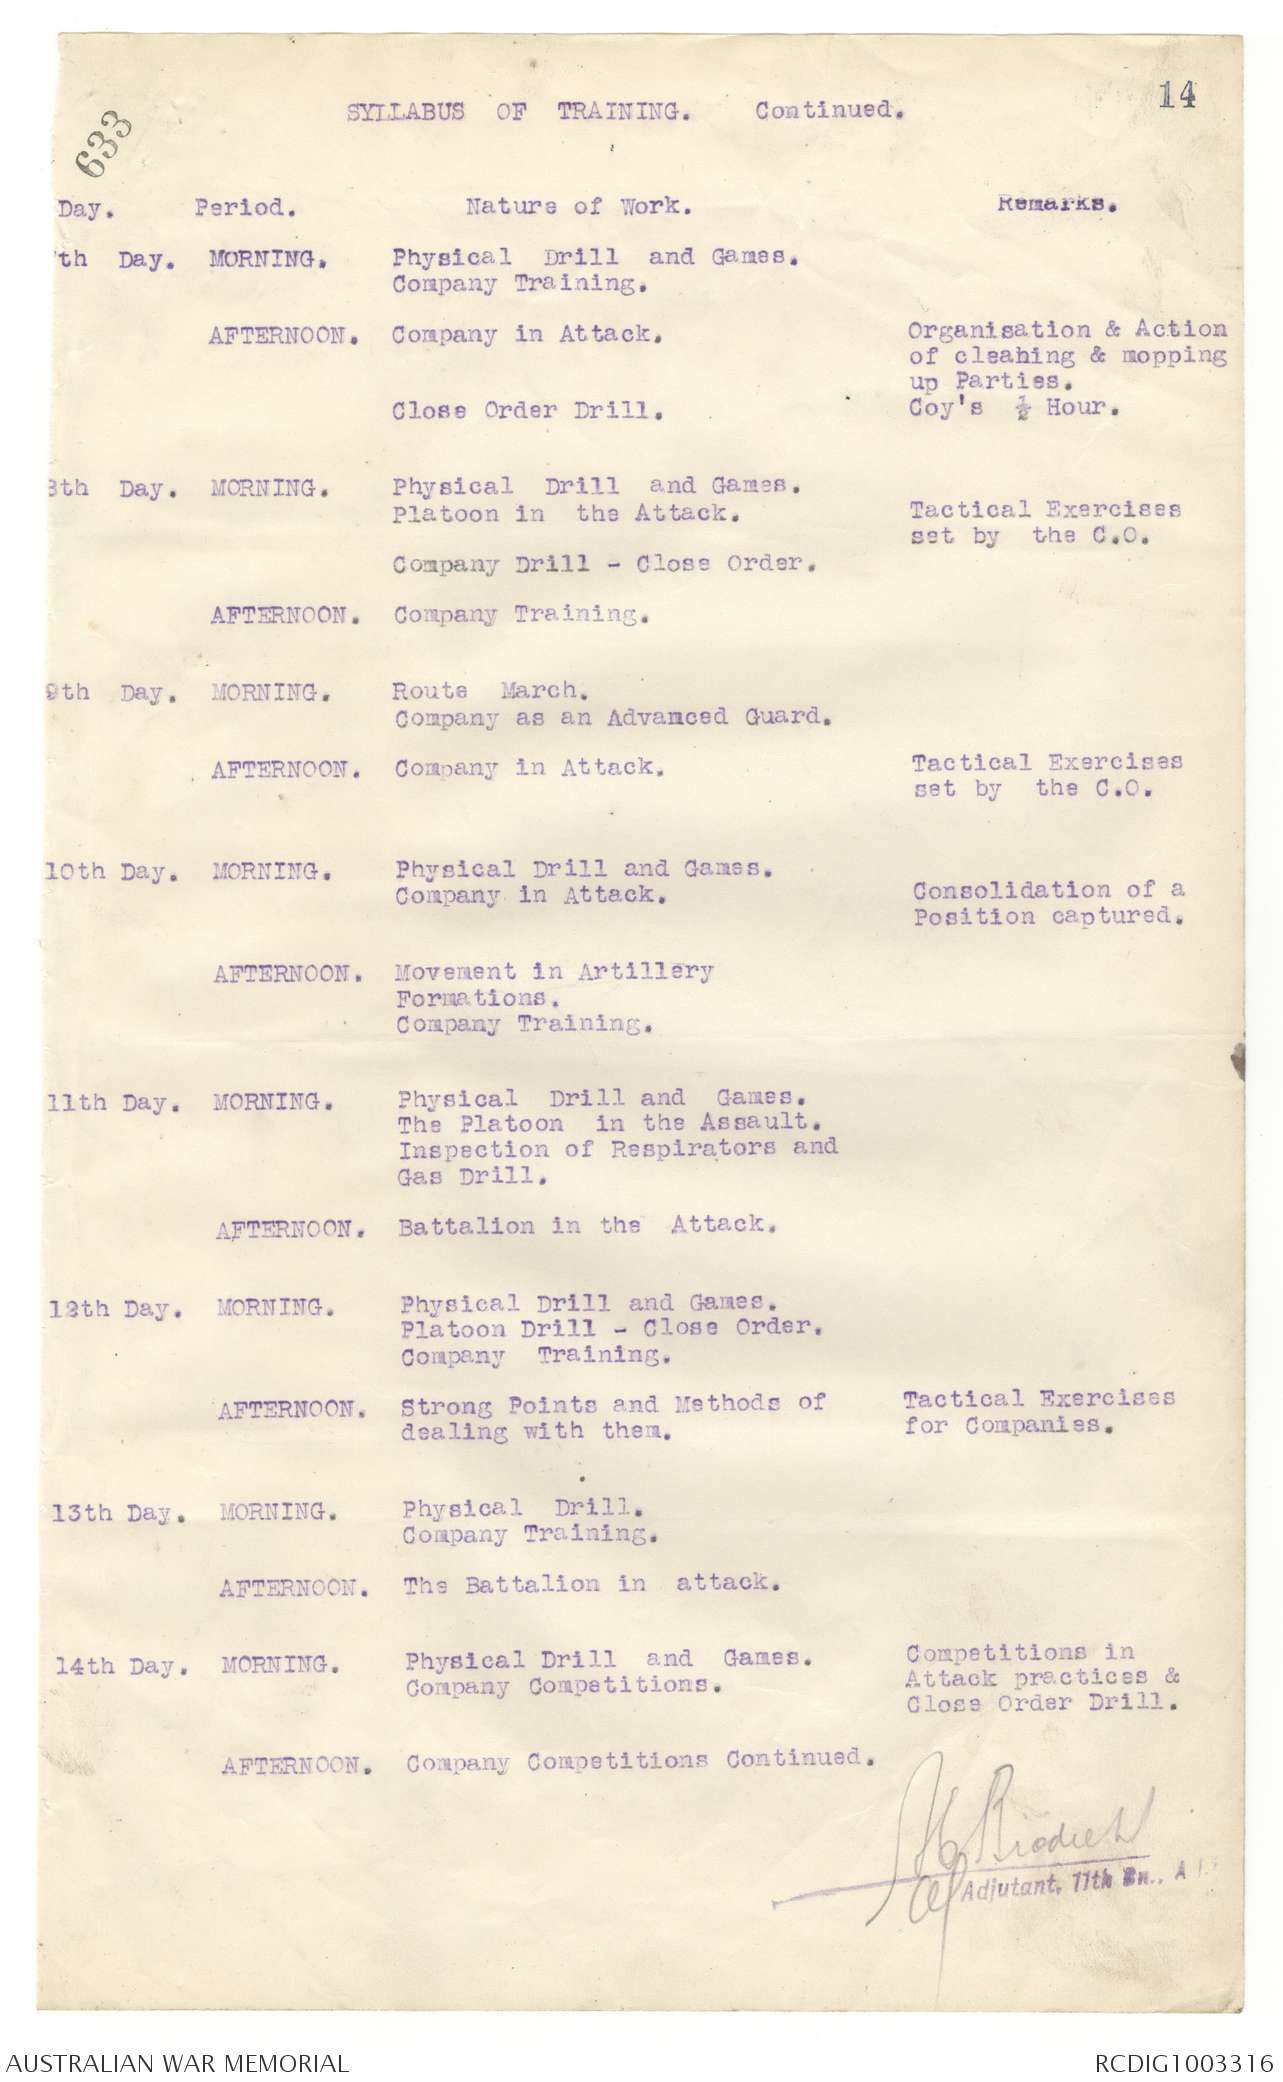 14
633
SYLLABUS OF TRAINING. Continued.
Day. Period. Nature of Work. Remarks.
7th Day. MORNING. Physical Drill and Games.
Company Training.
AFTERNOON. Company in Attack. Organisation & Action
of cleahing & mopping
up Parties.
Close Order Drill. Coy's ½ Hour.
8th Day. MORNING. Physical Drill and Games.
Platoon in the Attack. Tactical Exercises
set by the C.O.
Company Drill - Close Order.
AFTERNOON. Company Training.
9th Day. MORNING. Route March.
Company as an Advanced Guard.
AFTERNOON. Company in Attack. Tactical Exercises
set by the C.O.
10th Day. MORNING. Physical Drill and Games.
Company in Attack. Consolidation of a
Position captured.
AFTERNOON. Movement in Artillery
Formations.
Company Training.
11th Day. MORNING. Physical Drill and Games.
The Platoon in the Assault.
Inspection of Respirators and
Gas Drill.
AFTERNOON. Battalion in the Attack.
12th Day. MORNING. Physical Drill and Games.
Platoon Drill - Close Order.
Company Training.
AFTERNOON. Strong Points and Methods of Tactical Exercises
dealing with them. for Companies.
13th Day. MORNING. Physical Drill.
Company Training.
AFTERNOON. The Battalion in attack.
14th Day. MORNING. Physical Drill and Games. Competitions in
Company Competitions. Attack practices &
Close Order Drill.
AFTERNOON. Company Competitions Continued.
Adjutant, 11th Bn., A I
AUSTRALIAN WAR MEMORIAL RCDIG1003316